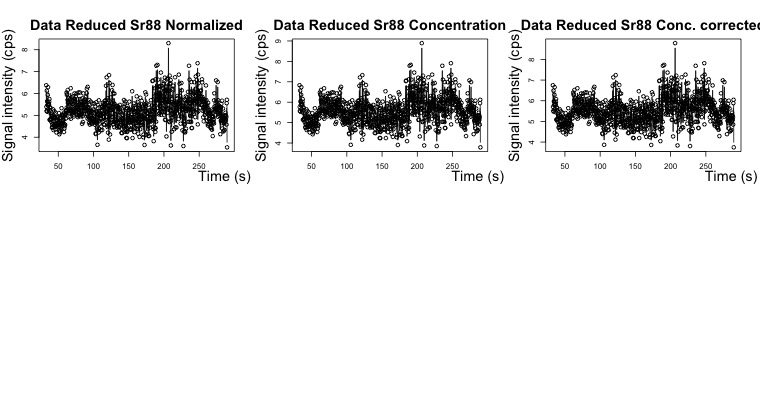 Data Reduced Sr88 Normalized
Signal intensity (cps)
4 5 6 7 8
50 100 150 200 250
Time (s)
Data Reduced Sr88 Concentration
Signal intensity (cps)
4 5 6 7 8 9
50 100 150 200 250
Time (s)
Data Reduced Sr88 Conc. corrected
Signal intensity (cps)
4 5 6 7 8
50 100 150 200 250
Time (s)